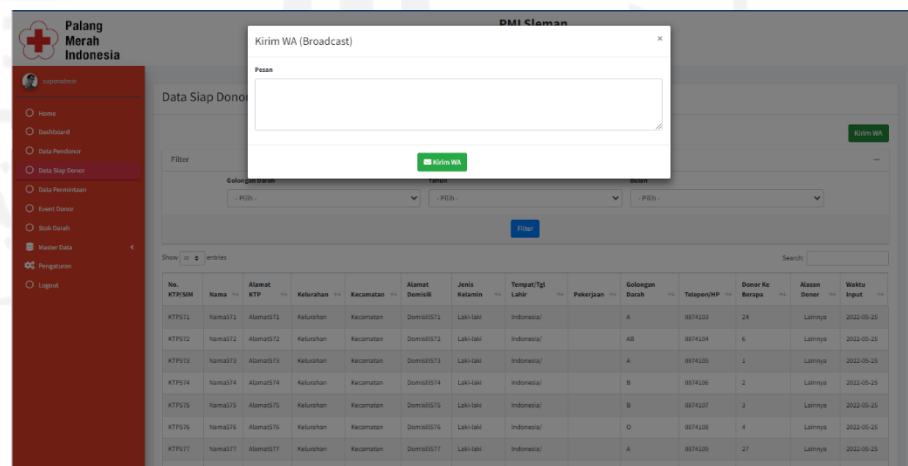 Palang
Merah
Indonesia
PMI Sleman
superadmin
Home
Dashboard
Data Pendonor
Data Siap Donor
Data Permintaan
Event Donor
Stok Darah
Master Data
Pengaturan
Logout
Kirim WA (Broadcast)
×
Pesan
Kirim WA
Data Siap Donor
Kirim WA
Filter
Golongan Darah Tahun Bulan
- Pilih - - Pilih - - Pilih -
Filter
Show entries Search:
No. KTP/SIM Nama Alamat KTP Kelurahan Kecamatan Alamat Domisili Jenis Kelamin Tempat/Tgl Lahir Pekerjaan Golongan Darah Telepon/HP Donor Ke Berapa Alasan Donor Waktu Input
KTP571 Nama571 Alamat571 Kelurahan Kecamatan Domisili571 Laki-laki Indonesia/ A 8874103 24 Lainnya 2022-05-25
KTP572 Nama572 Alamat572 Kelurahan Kecamatan Domisili572 Laki-laki Indonesia/ AB 8874104 6 Lainnya 2022-05-25
KTP573 Nama573 Alamat573 Kelurahan Kecamatan Domisili573 Laki-laki Indonesia/ A 8874105 1 Lainnya 2022-05-25
KTP574 Nama574 Alamat574 Kelurahan Kecamatan Domisili574 Laki-laki Indonesia/ B 8874106 2 Lainnya 2022-05-25
KTP575 Nama575 Alamat575 Kelurahan Kecamatan Domisili575 Laki-laki Indonesia/ B 8874107 3 Lainnya 2022-05-25
KTP576 Nama576 Alamat576 Kelurahan Kecamatan Domisili576 Laki-laki Indonesia/ O 8874108 4 Lainnya 2022-05-25
KTP577 Nama577 Alamat577 Kelurahan Kecamatan Domisili577 Laki-laki Indonesia/ A 8874109 27 Lainnya 2022-05-25